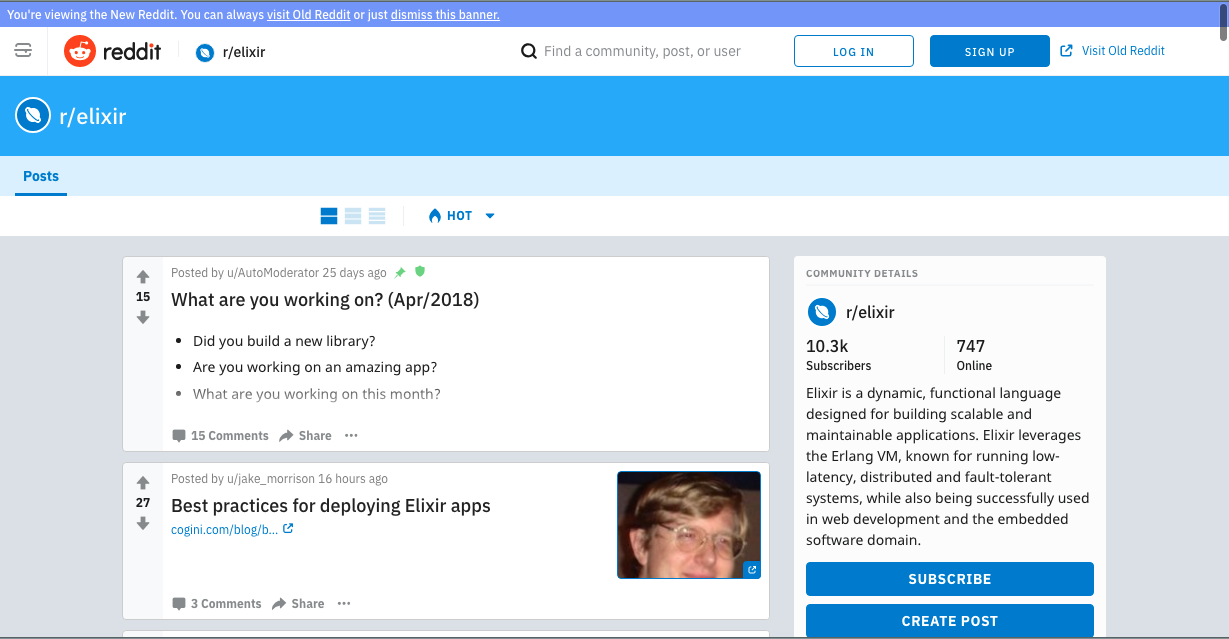 You're viewing the New Reddit. You can always visit Old Reddit or just dismiss this banner.
reddit
r/elixir
Find a community, post, or user
LOG IN
SIGN UP
Visit Old Reddit
r/elixir
Posts
HOT
Posted by u/AutoModerator 25 days ago
15
What are you working on? (Apr/2018)
• Did you build a new library?
• Are you working on an amazing app?
• What are you working on this month?
15 Comments
Share
···
Posted by u/jake_morrison 16 hours ago
27
Best practices for deploying Elixir apps
cogini.com/blog/b...
3 Comments
Share
···
COMMUNITY DETAILS
r/elixir
10.3k
Subscribers
747
Online
Elixir is a dynamic, functional language
designed for building scalable and
maintainable applications. Elixir leverages
the Erlang VM, known for running low-
latency, distributed and fault-tolerant
systems, while also being successfully used
in web development and the embedded
software domain.
SUBSCRIBE
CREATE POST